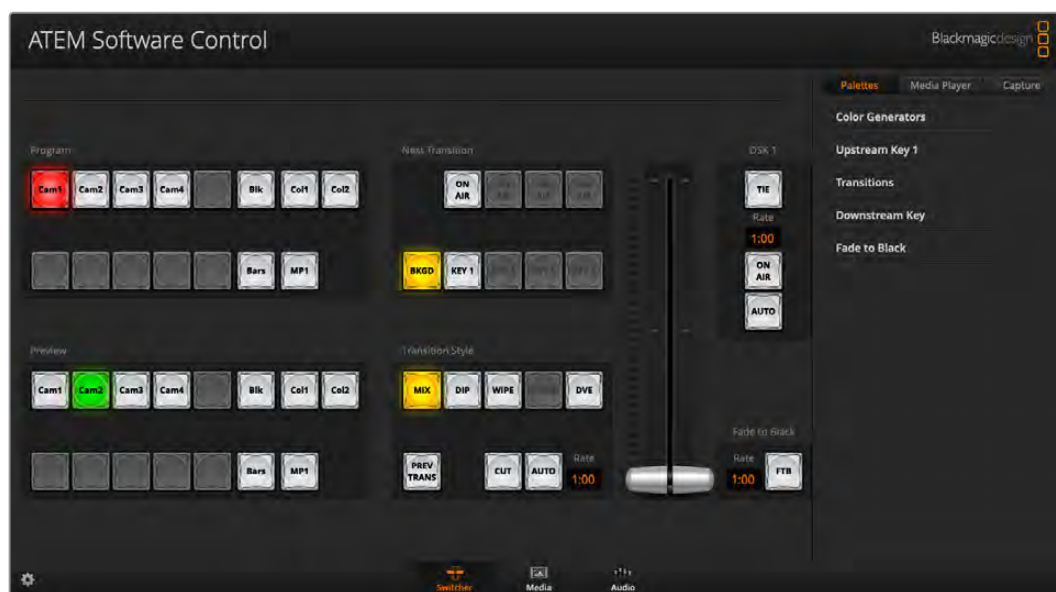 ATEM Software Control
Blackmagicdesign
Palettes Media Player Capture
Color Generators
Upstream Key 1
Transitions
Downstream Key
Fade to Black
Program
Cam1 Cam2 Cam3 Cam4 Blk Col1 Col2
Bars MP1
Next Transition
ON AIR
BKGD KEY 1
DSK 1
TIE
Rate
1:00
ON AIR
AUTO
Preview
Cam1 Cam2 Cam3 Cam4 Blk Col1 Col2
Bars MP1
Transition Style
MIX DIP WIPE DVE
PREV TRANS CUT AUTO Rate 1:00
Fade to Black
Rate
1:00 FTB
Switcher Media Audio